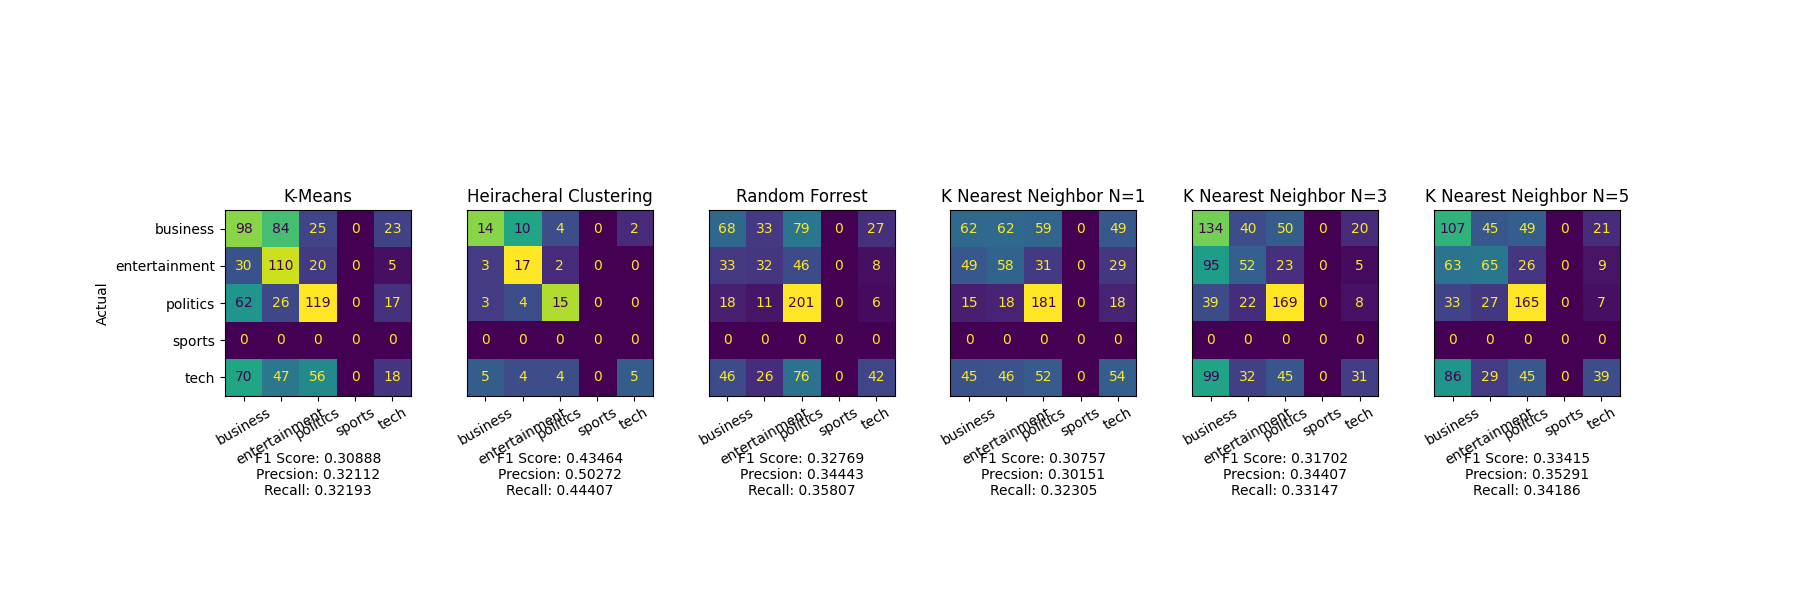 K-Means
Heiracheral Clustering
Random Forrest
K Nearest Neighbor N=1
K Nearest Neighbor N=3
K Nearest Neighbor N=5
Actual
business
entertainment
politics
sports
tech
98 84 25 0 23
30 110 20 0 5
62 26 119 0 17
0 0 0 0 0
70 47 56 0 18
business entertainment politics sports tech
F1 Score: 0.30888
Precsion: 0.32112
Recall: 0.32193
14 10 4 0 2
3 17 2 0 0
3 4 15 0 0
0 0 0 0 0
5 4 4 0 5
business entertainment politics sports tech
F1 Score: 0.43464
Precsion: 0.50272
Recall: 0.44407
68 33 79 0 27
33 32 46 0 8
18 11 201 0 6
0 0 0 0 0
46 26 76 0 42
business entertainment politics sports tech
F1 Score: 0.32769
Precsion: 0.34443
Recall: 0.35807
62 62 59 0 49
49 58 31 0 29
15 18 181 0 18
0 0 0 0 0
45 46 52 0 54
business entertainment politics sports tech
F1 Score: 0.30757
Precsion: 0.30151
Recall: 0.32305
134 40 50 0 20
95 52 23 0 5
39 22 169 0 8
0 0 0 0 0
99 32 45 0 31
business entertainment politics sports tech
F1 Score: 0.31702
Precsion: 0.34407
Recall: 0.33147
107 45 49 0 21
63 65 26 0 9
33 27 165 0 7
0 0 0 0 0
86 29 45 0 39
business entertainment politics sports tech
F1 Score: 0.33415
Precsion: 0.35291
Recall: 0.34186